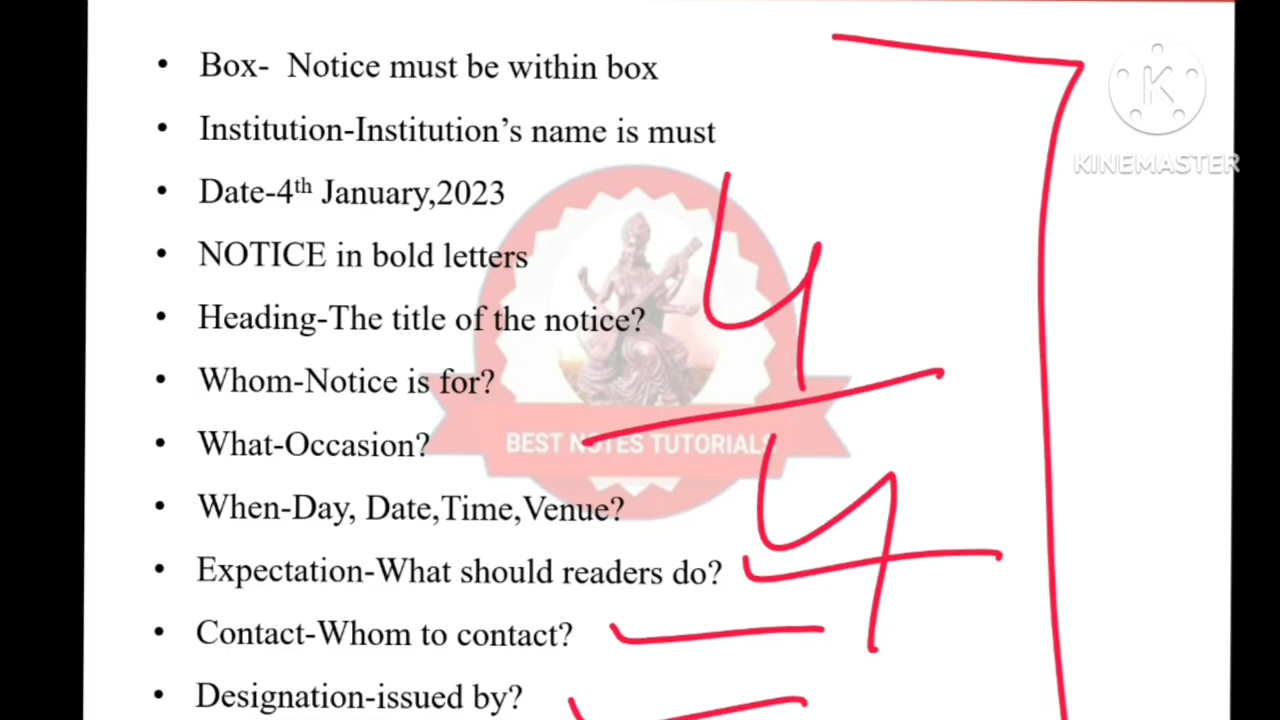 • Box- Notice must be within box
• Institution-Institution's name is must
• Date-4th January,2023
• NOTICE in bold letters
• Heading-The title of the notice?
• Whom-Notice is for?
• What-Occasion?
• When-Day, Date,Time,Venue?
• Expectation-What should readers do?
• Contact-Whom to contact?
• Designation-issued by?
4
4
BEST NOTES TUTORIALS
K
KINEMASTER